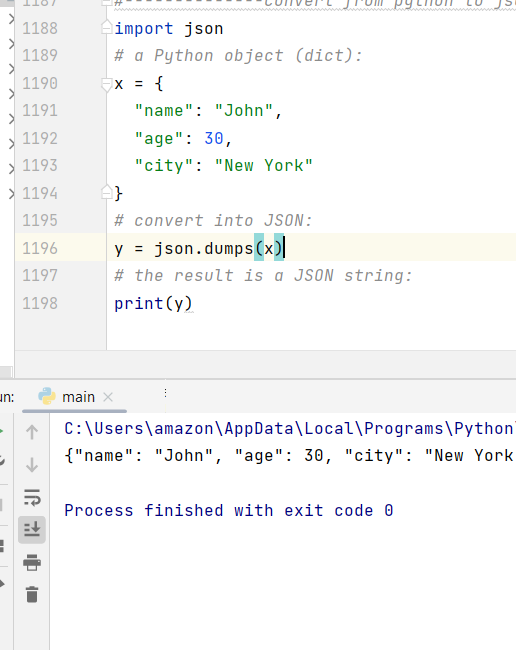 1187 #--------------convert from python to js
1188 import json
1189 # a Python object (dict):
1190 x = {
1191 "name": "John",
1192 "age": 30,
1193 "city": "New York"
1194 }
1195 # convert into JSON:
1196 y = json.dumps(x)
1197 # the result is a JSON string:
1198 print(y)
un: main
C:\Users\amazon\AppData\Local\Programs\Python\
{"name": "John", "age": 30, "city": "New York
Process finished with exit code 0